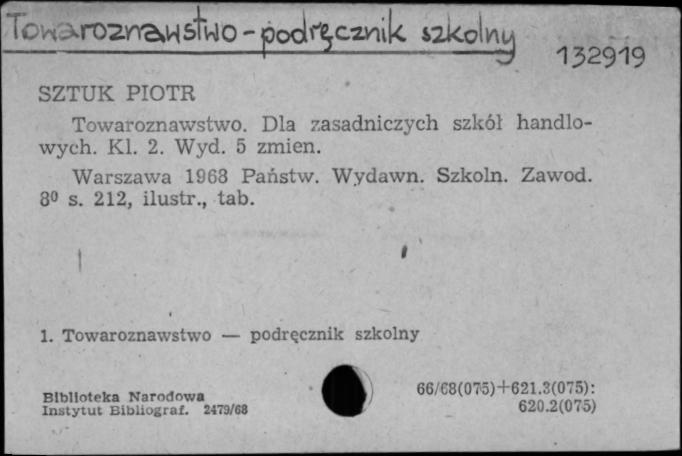 Towaroznawstwo - podręcznik szkolny
132919
SZTUK PIOTR
Towaroznawstwo. Dla zasadniczych szkół handlo-
wych. Kl. 2. Wyd. 5 zmien.
Warszawa 1968 Państw. Wydawn. Szkoln. Zawod.
8⁰ s. 212, ilustr., tab.
1. Towaroznawstwo — podręcznik szkolny
Biblioteka Narodowa
Instytut Bibliograf. 2479/68
66/68(075)+621.3(075):
620.2(075)